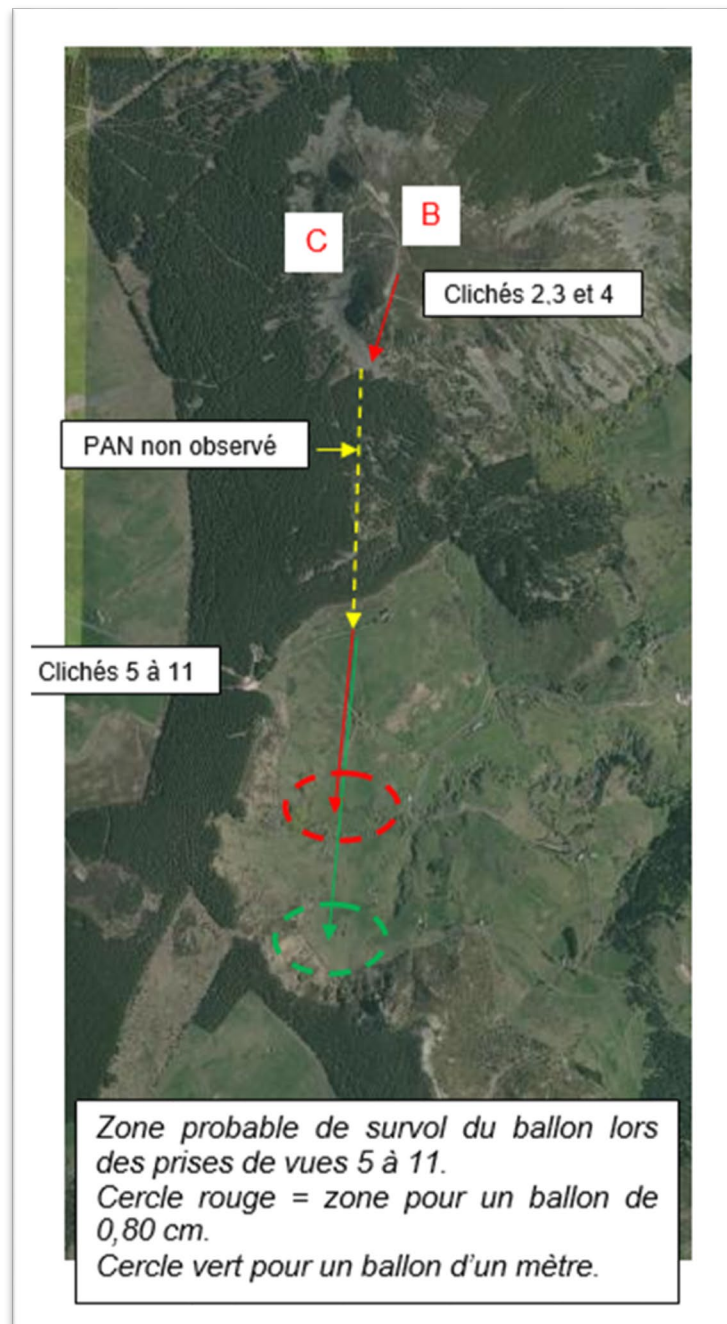 B
C
Clichés 2,3 et 4
PAN non observé
Clichés 5 à 11
Zone probable de survol du ballon lors
des prises de vues 5 à 11.
Cercle rouge = zone pour un ballon de
0,80 cm.
Cercle vert pour un ballon d’un mètre.